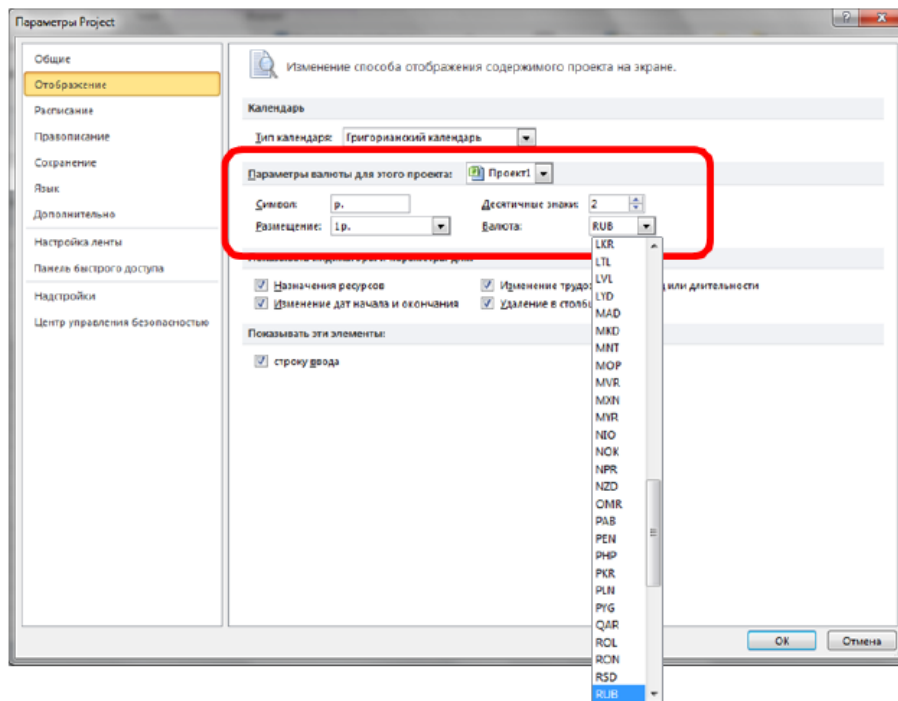 Параметры Project
Общие
Отображение
Расписание
Правописание
Сохранение
Язык
Дополнительно
Настройка ленты
Панель быстрого доступа
Надстройки
Центр управления безопасностью
Изменение способа отображения содержимого проекта на экране.
Календарь
Тип календаря: Григорианский календарь
Параметры валюты для этого проекта: Проект1
Символ: р. Десятичные знаки: 2
Размещение: 1р. Валюта: RUB
Назначения ресурсов Изменение или длительности
Изменение дат начала и окончания Удаление в
Показывать эти элементы:
строку ввода
LKR
LTL
LVL
LYD
MAD
MKD
MNT
MOP
MVR
MXN
MYR
NIO
NOK
NPR
NZD
OMR
PAB
PEN
PHP
PKR
PLN
PYG
QAR
ROL
RON
RSD
RUB
OK Отмена